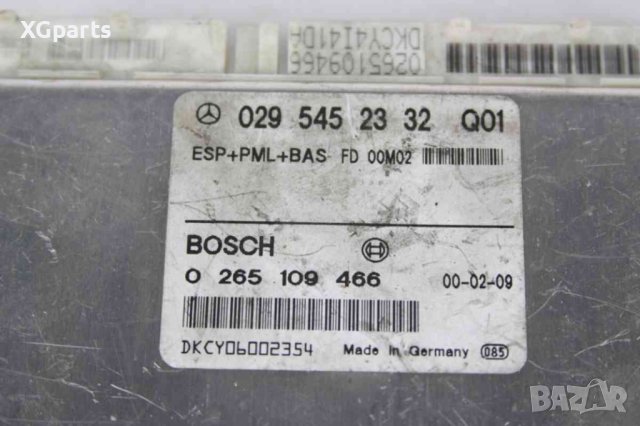 XGparts
0265109466
DKCY4I41DA
029 545 23 32 Q01
ESP+PML+BAS FD 00M02
BOSCH
0 265 109 466 00-02-09
DKCY06002354 Made in Germany 085
BAZAR